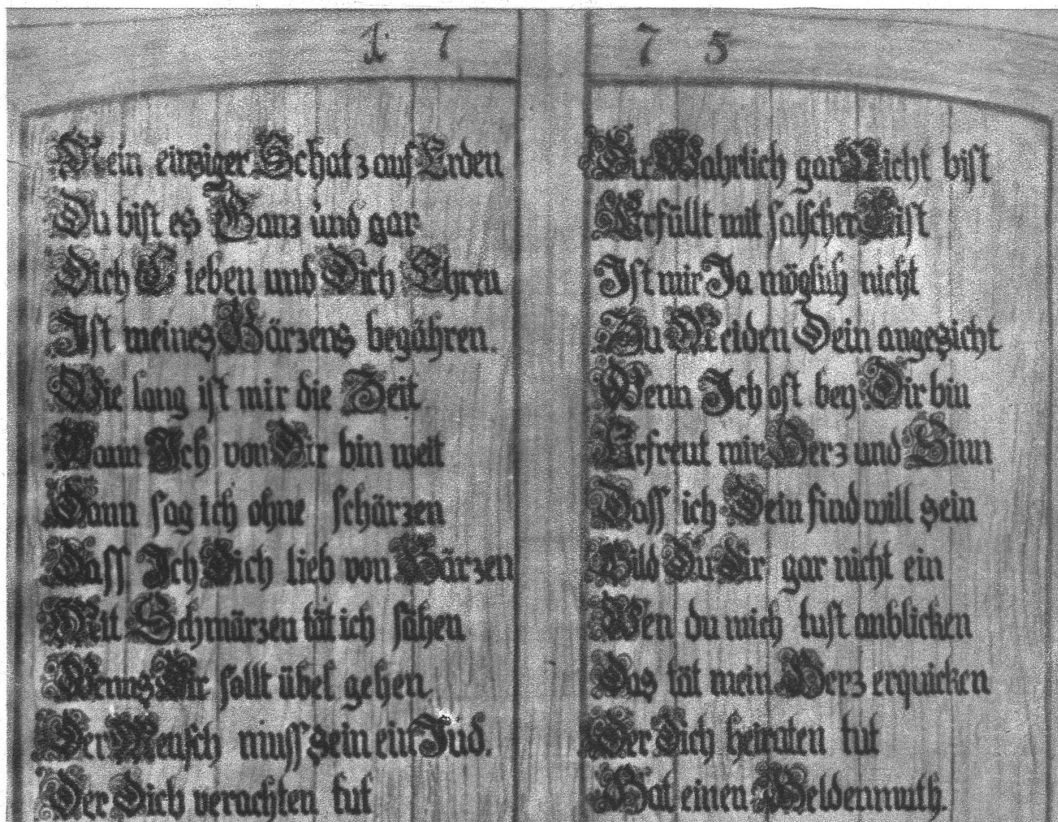 1 7 7 5
Mein einziger Schatz auf Erden
Du bist es Ganz und gar
Dich Lieben und Dich Ehren
Ist meines Härzens begähren.
Wie lang ist mir die Zeit
Wann Ich von Dir bin weit
Dann sag ich ohne schärzen
Dass Ich Dich lieb von Härzen
Mit Schmärzen tät ich sähen
Wenns Dir sollt übel gehen
Der Mensch muss sein ein Jud.
Der Dich verachten tut
Du Wahrlich gar Nicht bist
Erfüllt mit falscher List
Ist mir Ja möglich nicht
Zu Meiden Dein angesicht
Wenn Ich oft bey Dir bin
Erfreut mir Herz und Sinn
Dass ich Dein find will sein
Bild Du Dir gar nicht ein
Wen du mich tust anblicken
Das tät mein Herz erquicken
Wer Dich heiraten tut
Hat einen Heldenmuth.